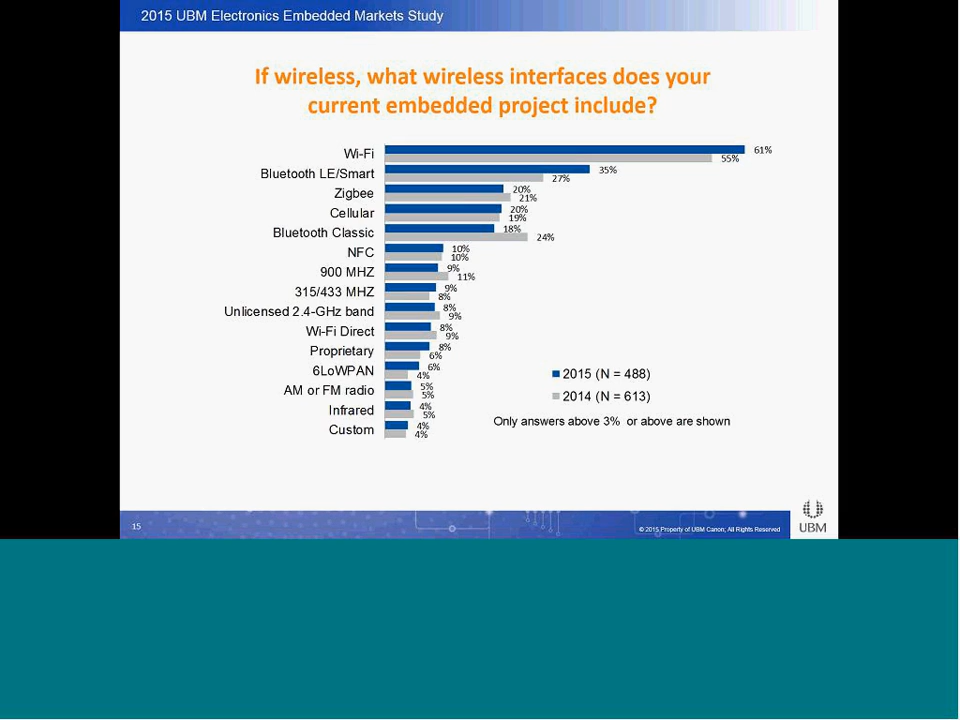 2015 UBM Electronics Embedded Markets Study
If wireless, what wireless interfaces does your
current embedded project include?
Wi-Fi 61%
55%
Bluetooth LE/Smart 35%
27%
Zigbee 20%
21%
Cellular 20%
19%
Bluetooth Classic 18%
24%
NFC 10%
10%
900 MHZ 9%
11%
315/433 MHZ 9%
8%
Unlicensed 2.4-GHz band 8%
9%
Wi-Fi Direct 8%
9%
Proprietary 8%
6%
6LoWPAN 6%
4%
AM or FM radio 5%
5%
Infrared 4%
5%
Custom 4%
4%
2015 (N = 488)
2014 (N = 613)
Only answers above 3% or above are shown
15
© 2015 Property of UBM Canon; All Rights Reserved
UBM